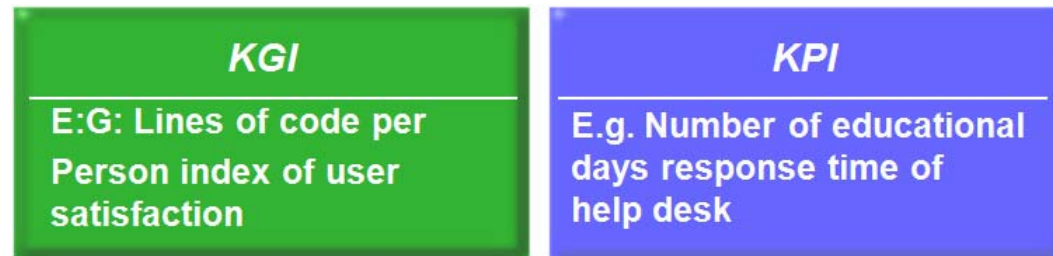 KGI
E:G: Lines of code per
Person index of user
satisfaction
KPI
E.g. Number of educational
days response time of
help desk